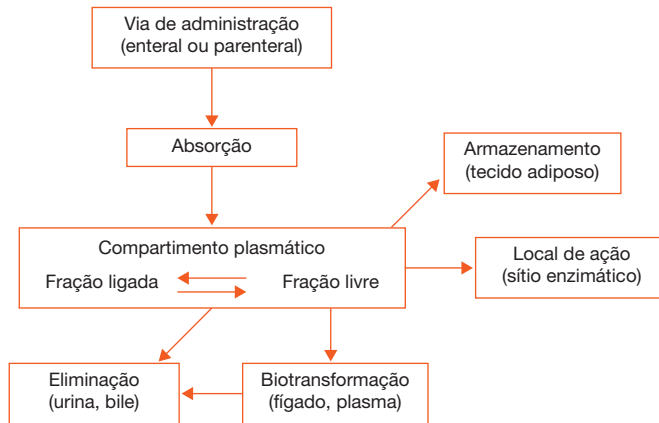 Via de administração
(enteral ou parenteral)
Absorção
Armazenamento
(tecido adiposo)
Compartimento plasmático
Fração ligada
Fração livre
Local de ação
(sítio enzimático)
Eliminação
(urina, bile)
Biotransformação
(fígado, plasma)